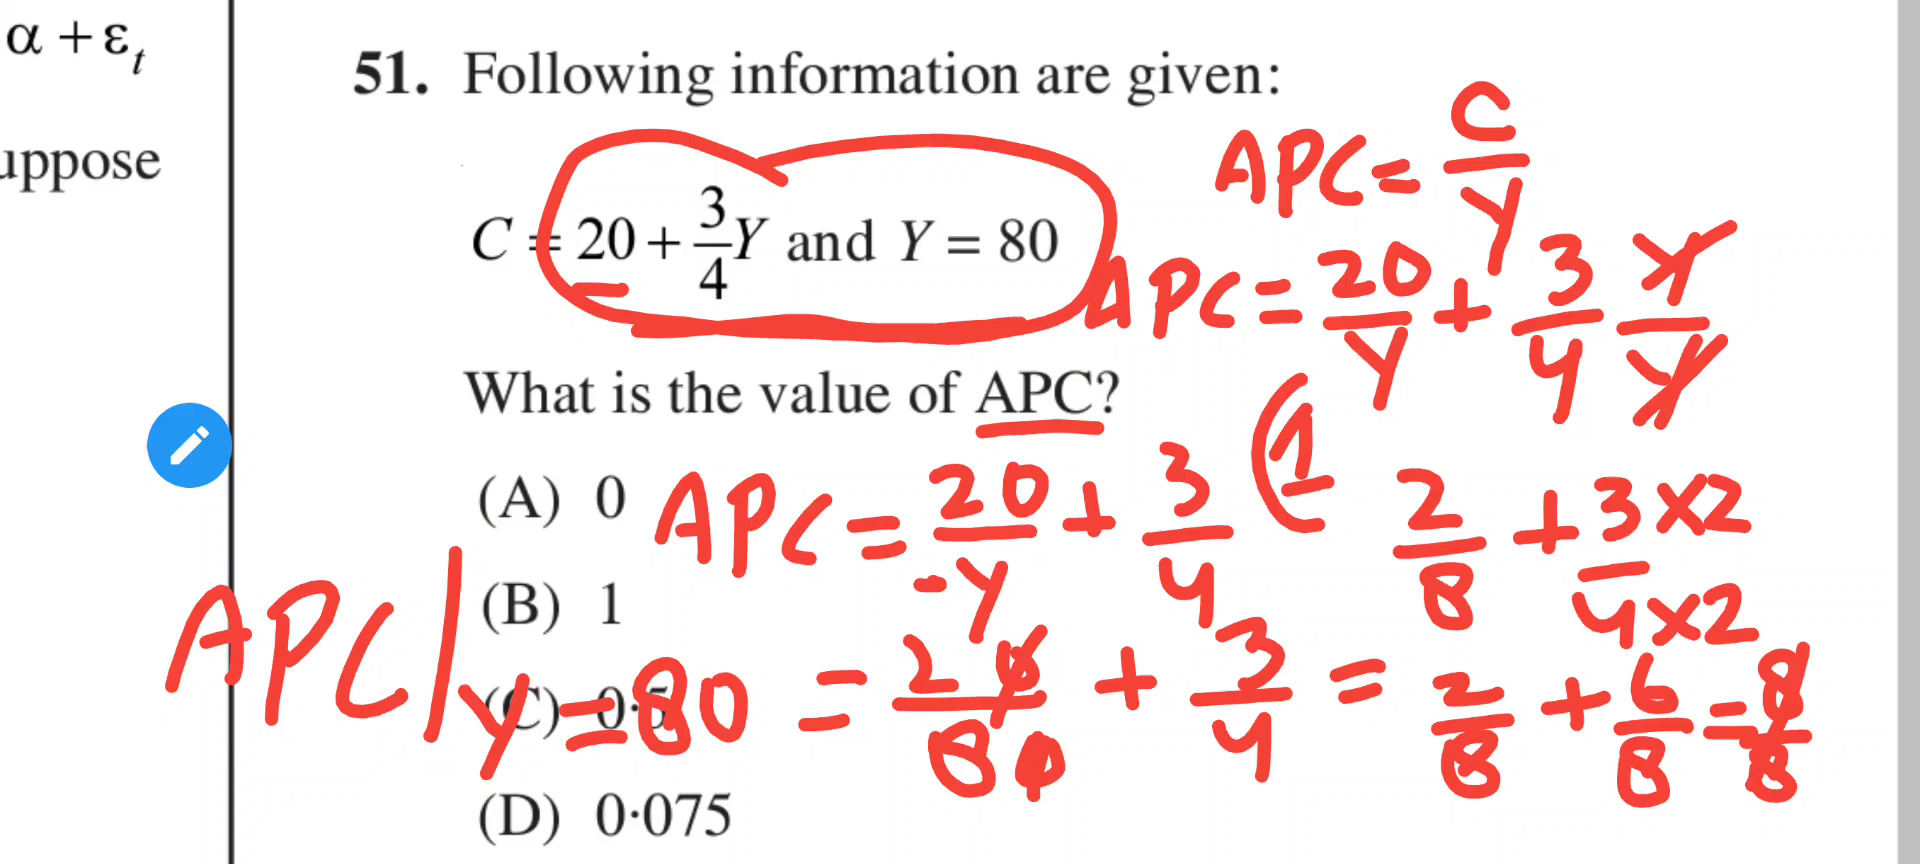 α + ε_t
uppose
51. Following information are given:
C = 20 + 3/4 Y and Y = 80
What is the value of APC?
(A) 0
(B) 1
(C) 0·5
(D) 0·075
APC = C/Y
APC = 20/Y + 3/4 Y/Y
APC = 20/Y + 3/4 (1
2/8 + 3×2/4×2
APC|Y=80 = 20/80 + 3/4 = 2/8 + 6/8 = 8/8